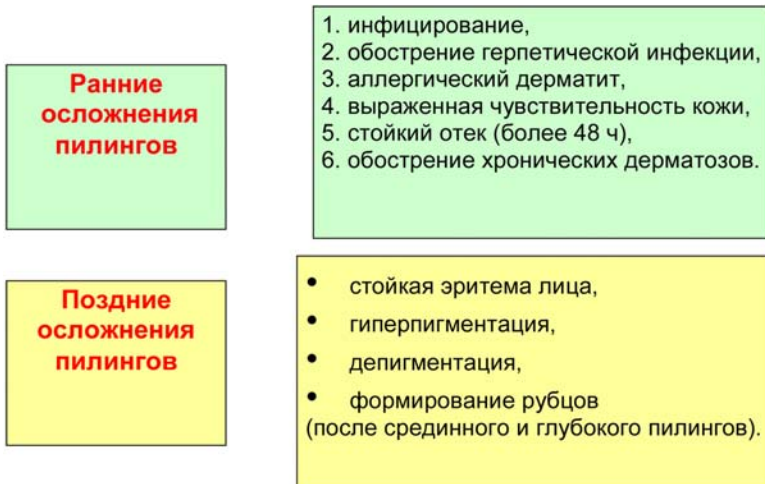 Ранние
осложнения
пилингов
1. инфицирование,
2. обострение герпетической инфекции,
3. аллергический дерматит,
4. выраженная чувствительность кожи,
5. стойкий отек (более 48 ч),
6. обострение хронических дерматозов.
Поздние
осложнения
пилингов
• стойкая эритема лица,
• гиперпигментация,
• депигментация,
• формирование рубцов
(после срединного и глубокого пилингов).